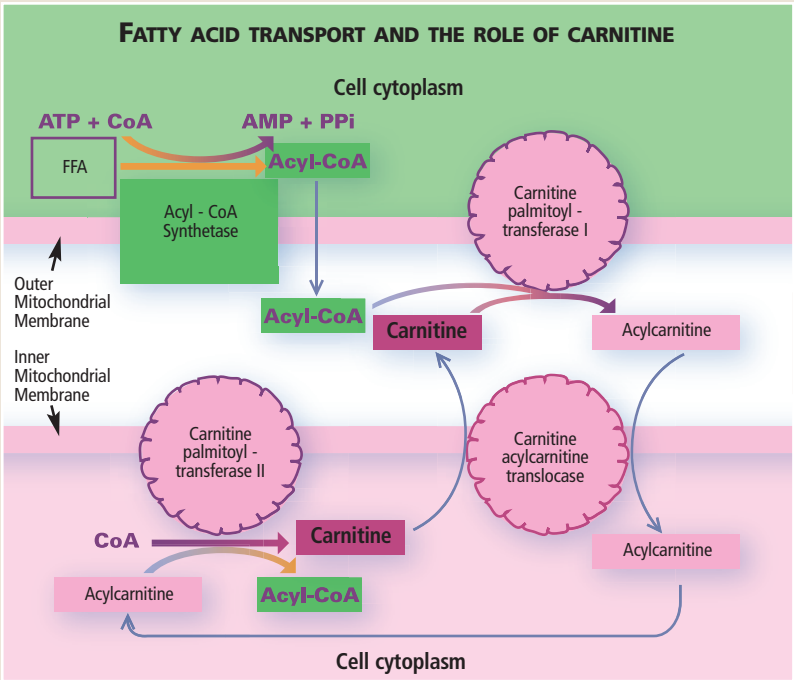 FATTY ACID TRANSPORT AND THE ROLE OF CARNITINE
Cell cytoplasm
ATP + CoA
AMP + PPi
FFA
Acyl-CoA
Acyl - CoA
Synthetase
Carnitine
palmitoyl -
transferase I
Outer
Mitochondrial
Membrane
Acyl-CoA
Carnitine
Acylcarnitine
Inner
Mitochondrial
Membrane
Carnitine
palmitoyl -
transferase II
Carnitine
acylcarnitine
translocase
CoA
Carnitine
Acylcarnitine
Acylcarnitine
Acyl-CoA
Cell cytoplasm